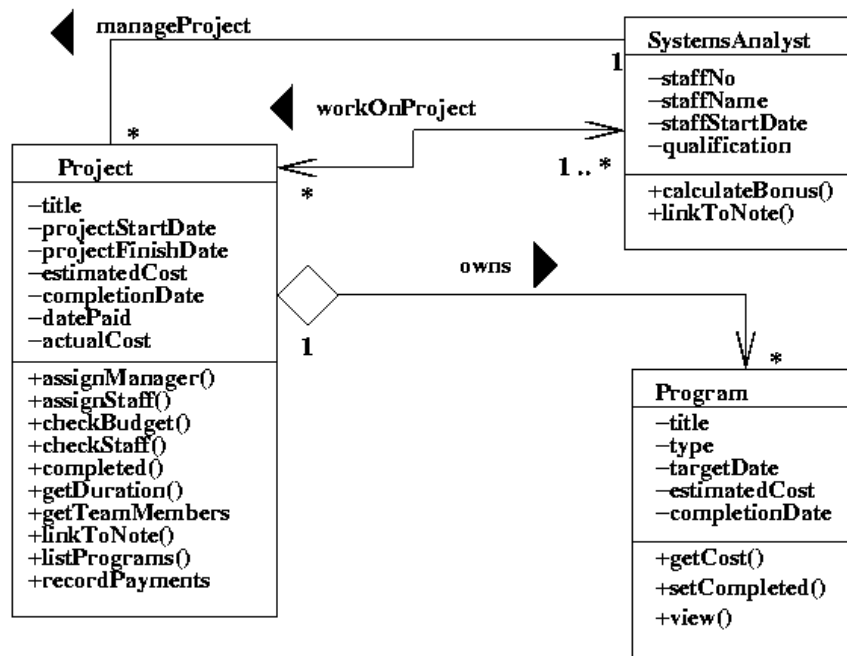 manageProject
SystemsAnalyst
1
–staffNo
–staffName
–staffStartDate
–qualification
+calculateBonus()
+linkToNote()
workOnProject
*
1 .. *
*
Project
–title
–projectStartDate
–projectFinishDate
–estimatedCost
–completionDate
–datePaid
–actualCost
+assignManager()
+assignStaff()
+checkBudget()
+checkStaff()
+completed()
+getDuration()
+getTeamMembers
+linkToNote()
+listPrograms()
+recordPayments
owns
1
*
Program
–title
–type
–targetDate
–estimatedCost
–completionDate
+getCost()
+setCompleted()
+view()